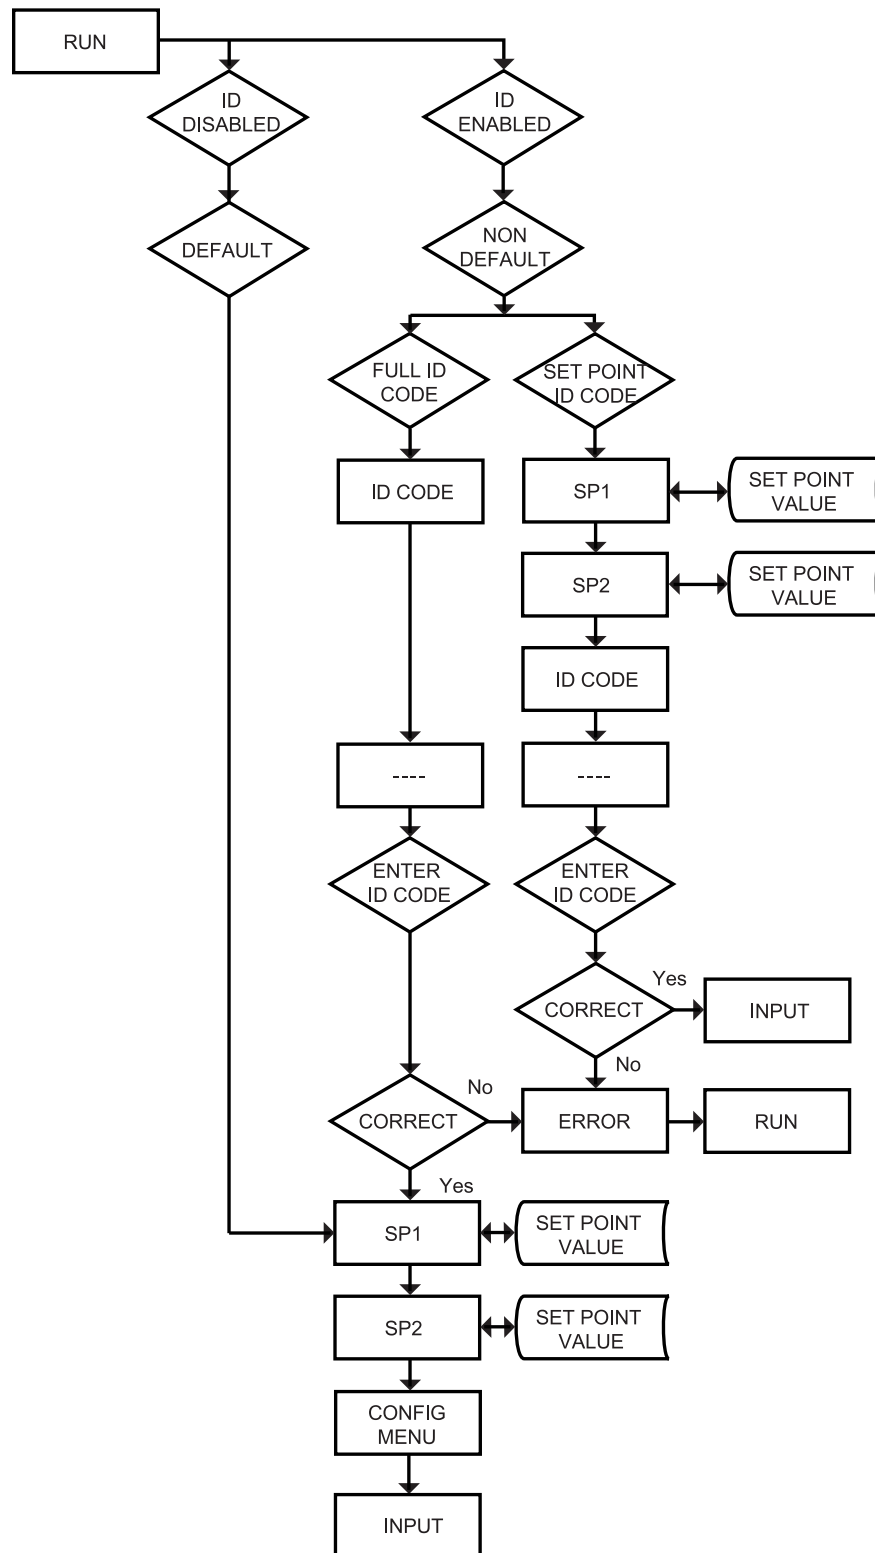 RUN
ID
DISABLED
ID
ENABLED
DEFAULT
NON
DEFAULT
FULL ID
CODE
SET POINT
ID CODE
ID CODE
SP1
SET POINT
VALUE
SP2
SET POINT
VALUE
ID CODE
----
----
ENTER
ID CODE
ENTER
ID CODE
CORRECT
Yes
INPUT
No
CORRECT
No
ERROR
RUN
Yes
SP1
SET POINT
VALUE
SP2
SET POINT
VALUE
CONFIG
MENU
INPUT